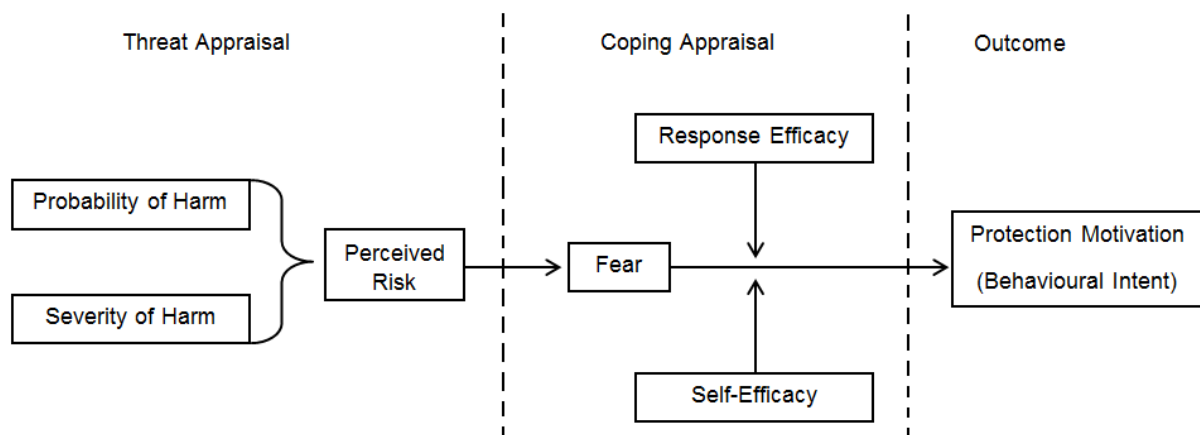 Threat Appraisal
Coping Appraisal
Outcome
Response Efficacy
Probability of Harm
Perceived
Risk
Severity of Harm
Fear
Protection Motivation
(Behavioural Intent)
Self-Efficacy